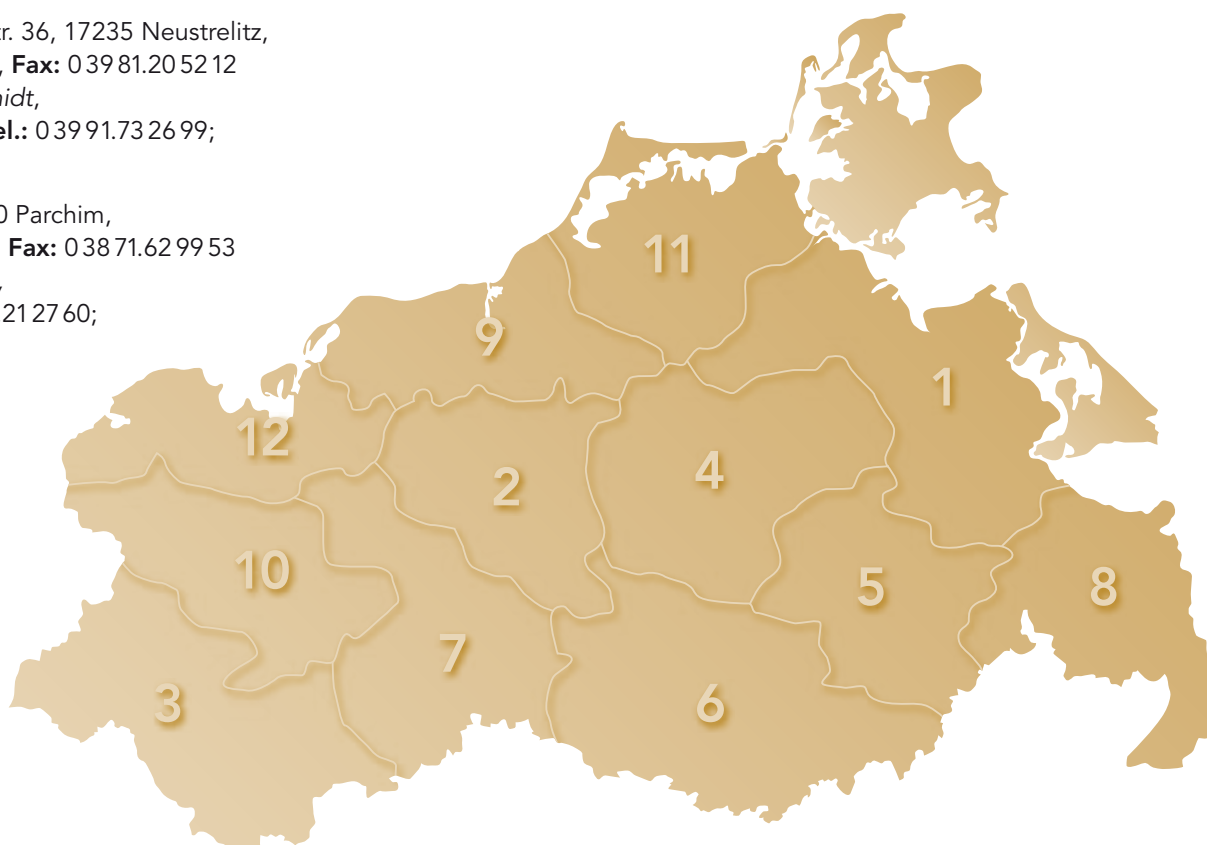 tr. 36, 17235 Neustrelitz,
, Fax: 0 39 81.20 52 12
nidt,
el.: 0 39 91.73 26 99;
0 Parchim,
Fax: 0 38 71.62 99 53
,
21 27 60;
11
9
1
12
4
2
10
5
8
7
3
6